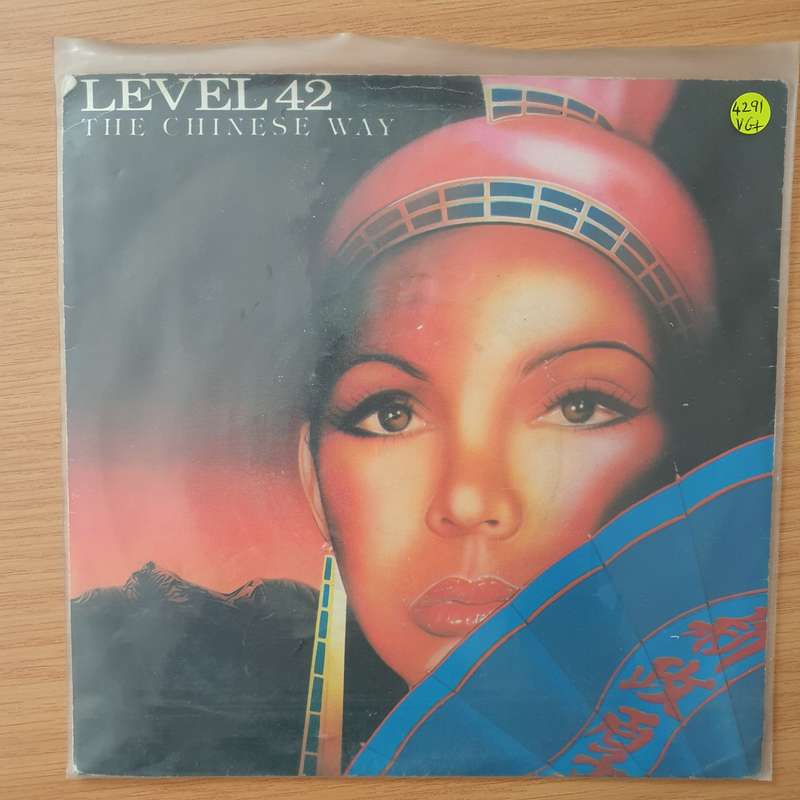 LEVEL 42
THE CHINESE WAY
4291
VG+